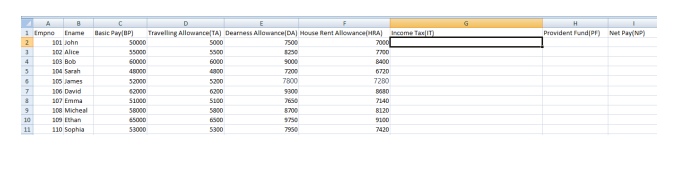 A B C D E F G H I
1 Empno Ename Basic Pay(BP) Travelling Allowance(TA) Dearness Allowance(DA) House Rent Allowance(HRA) Income Tax(IT) Provident Fund(PF) Net Pay(NP)
2 101 John 50000 5000 7500 7000
3 102 Alice 55000 5500 8250 7700
4 103 Bob 60000 6000 9000 8400
5 104 Sarah 48000 4800 7200 6720
6 105 James 52000 5200 7800 7280
7 106 David 62000 6200 9300 8680
8 107 Emma 51000 5100 7650 7140
9 108 Micheal 58000 5800 8700 8120
10 109 Ethan 65000 6500 9750 9100
11 110 Sophia 53000 5300 7950 7420